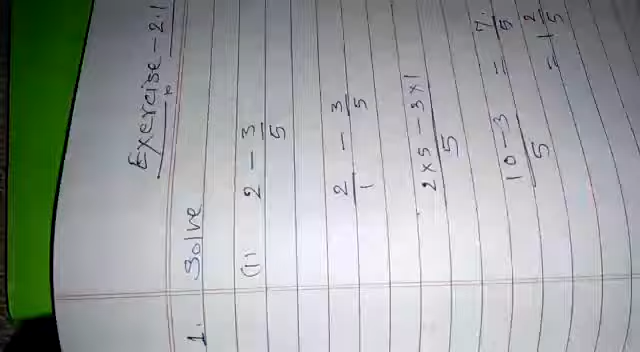 Exercise - 2.1
1. Solve
(i) 2 - 3/5
2/1 - 3/5
2 × 5 - 3 × 1 / 5
10 - 3 / 5 = 7/5
= 1 2/5